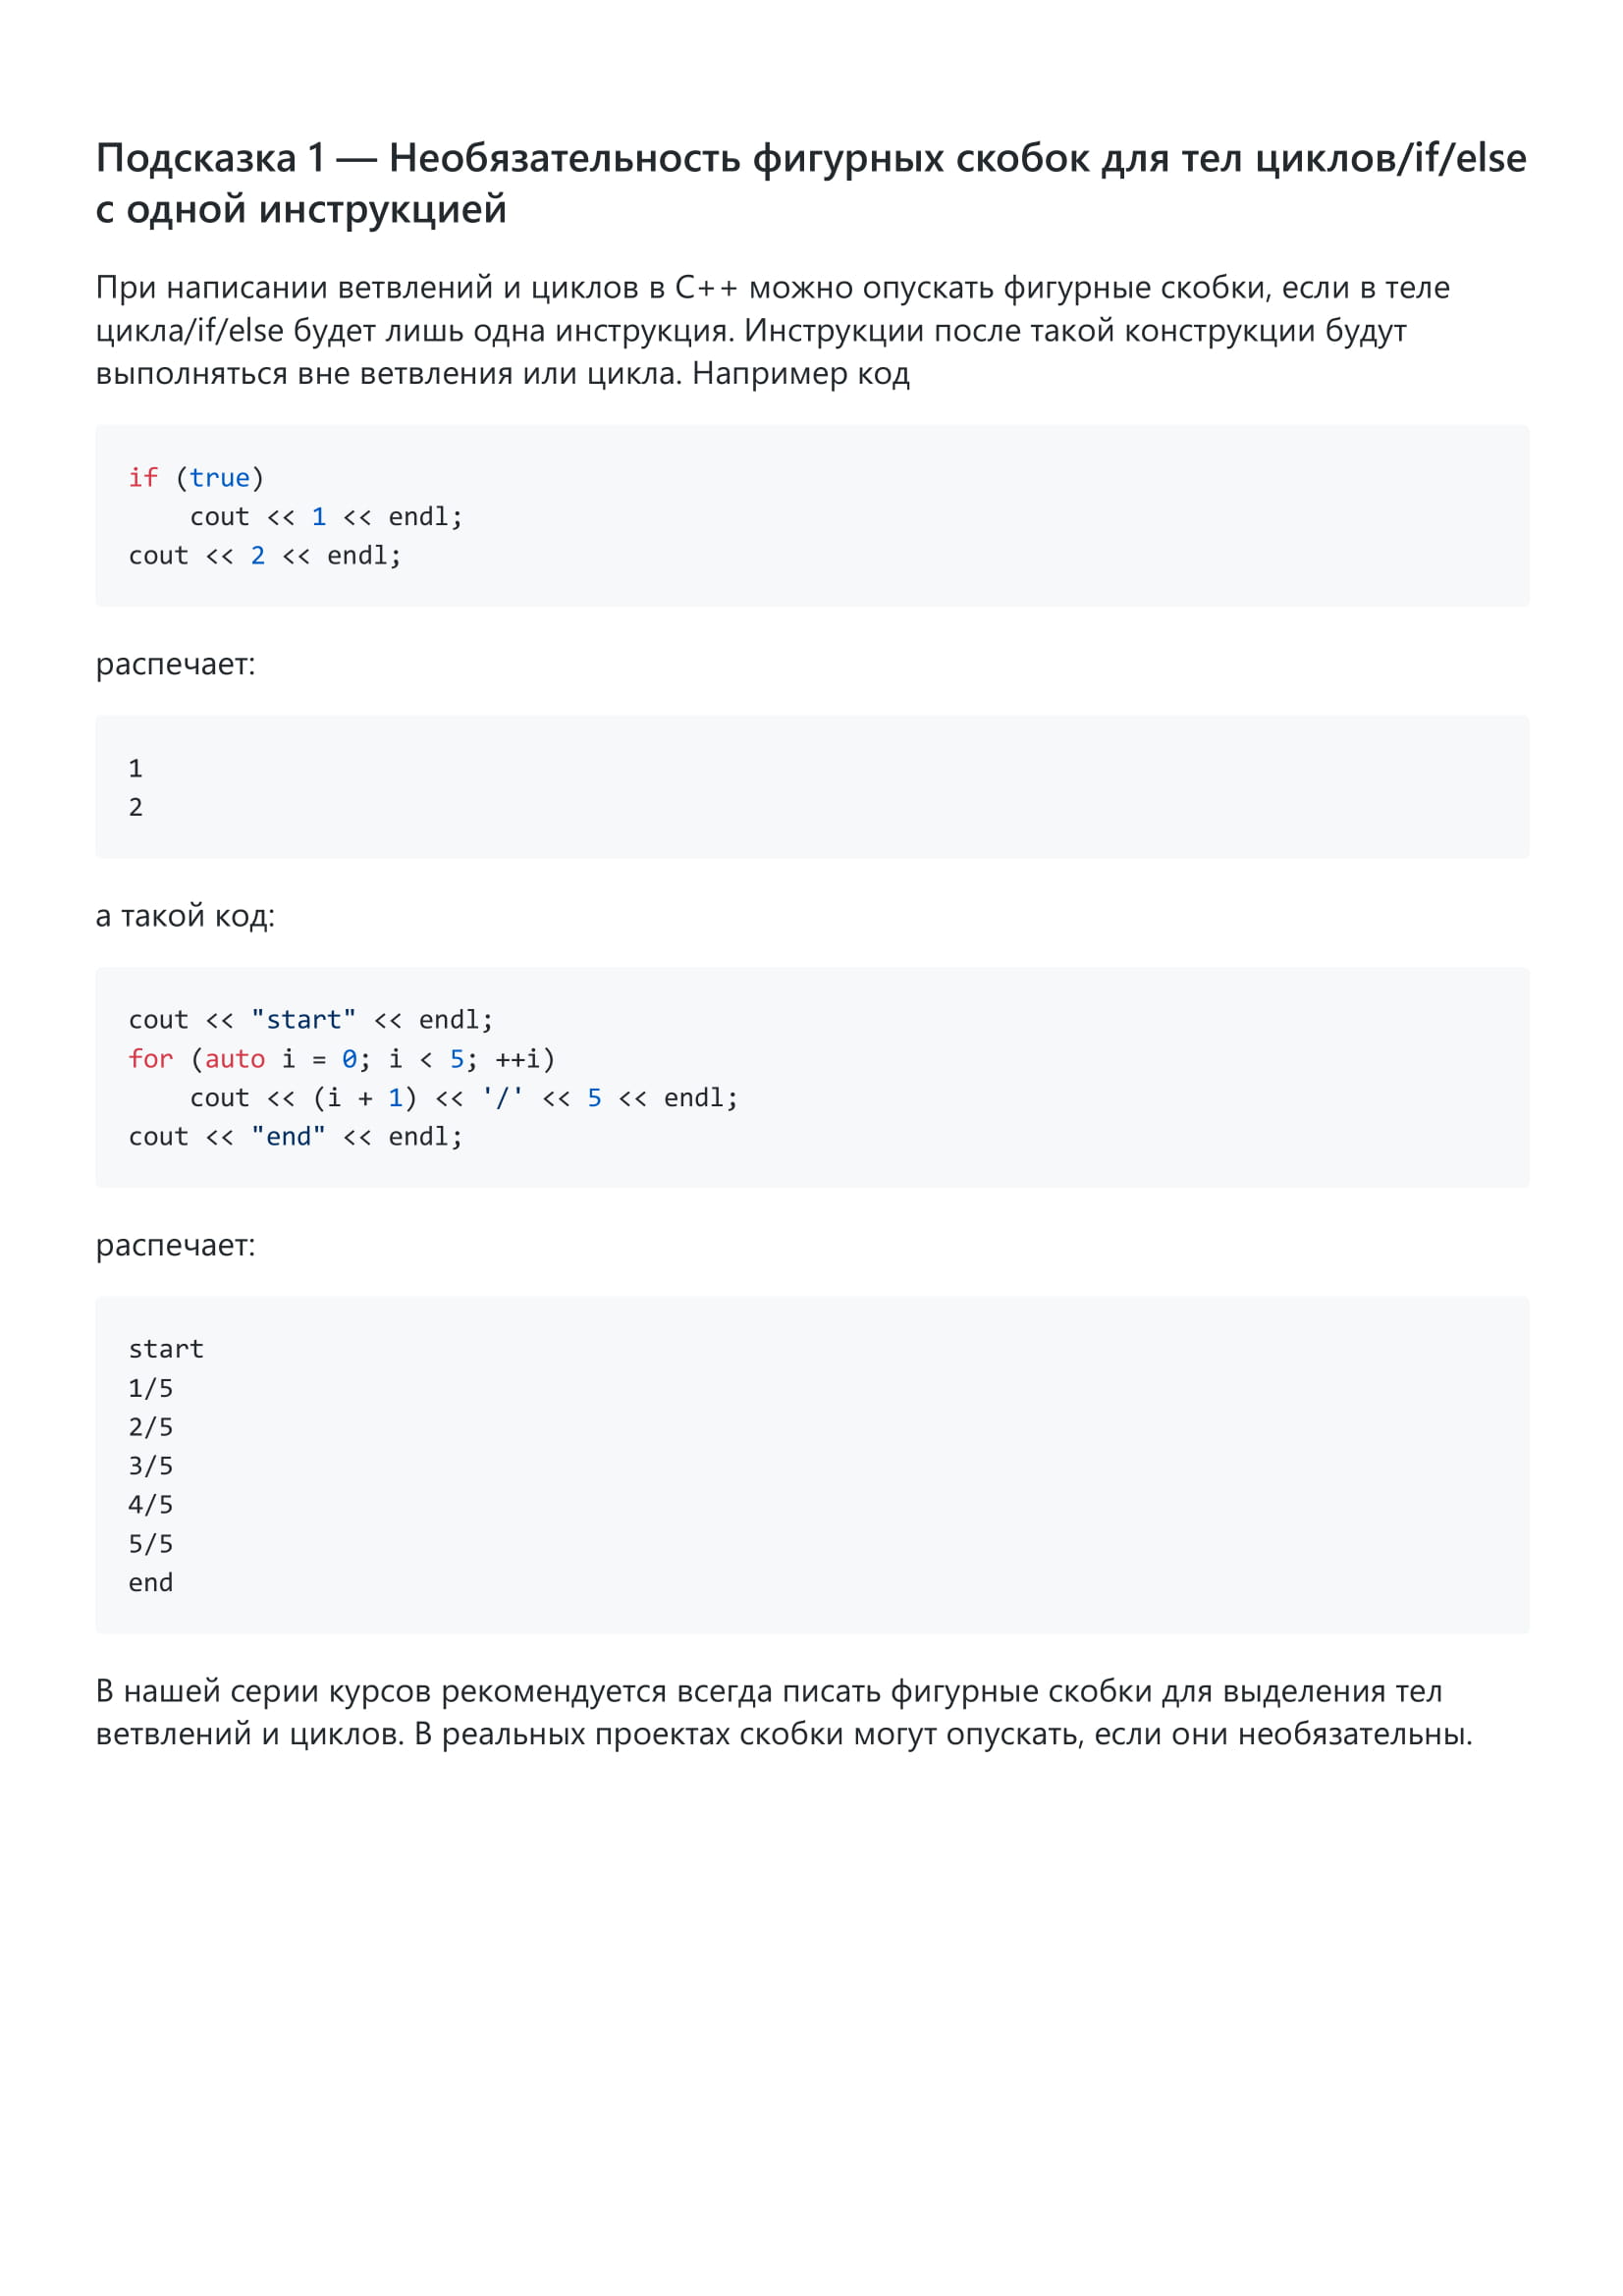 Подсказка 1 — Необязательность фигурных скобок для тел циклов/if/else
с одной инструкцией
При написании ветвлений и циклов в C++ можно опускать фигурные скобки, если в теле
цикла/if/else будет лишь одна инструкция. Инструкции после такой конструкции будут
выполняться вне ветвления или цикла. Например код
if (true)
    cout << 1 << endl;
cout << 2 << endl;
распечает:
1
2
а такой код:
cout << "start" << endl;
for (auto i = 0; i < 5; ++i)
    cout << (i + 1) << '/' << 5 << endl;
cout << "end" << endl;
распечает:
start
1/5
2/5
3/5
4/5
5/5
end
В нашей серии курсов рекомендуется всегда писать фигурные скобки для выделения тел
ветвлений и циклов. В реальных проектах скобки могут опускать, если они необязательны.